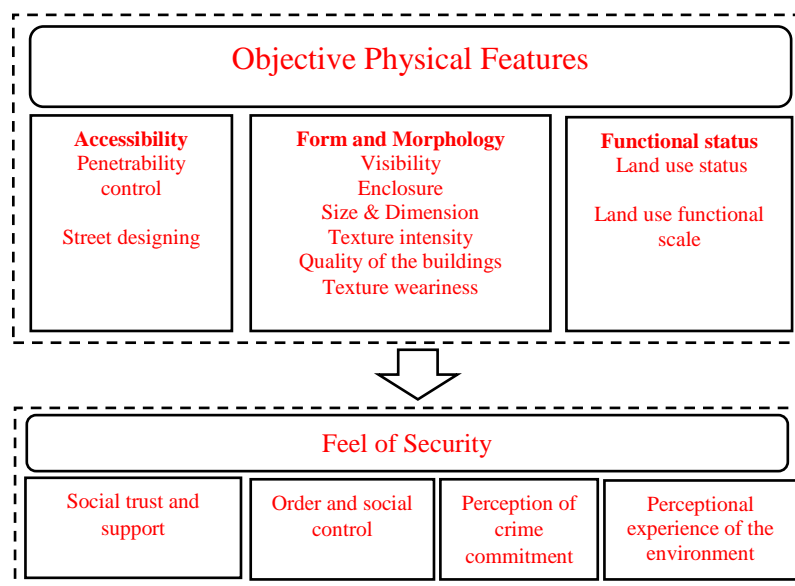 Objective Physical Features
Accessibility
Penetrability
control
Street designing
Form and Morphology
Visibility
Enclosure
Size & Dimension
Texture intensity
Quality of the buildings
Texture weariness
Functional status
Land use status
Land use functional
scale
Feel of Security
Social trust and
support
Order and social
control
Perception of
crime
commitment
Perceptional
experience of the
environment